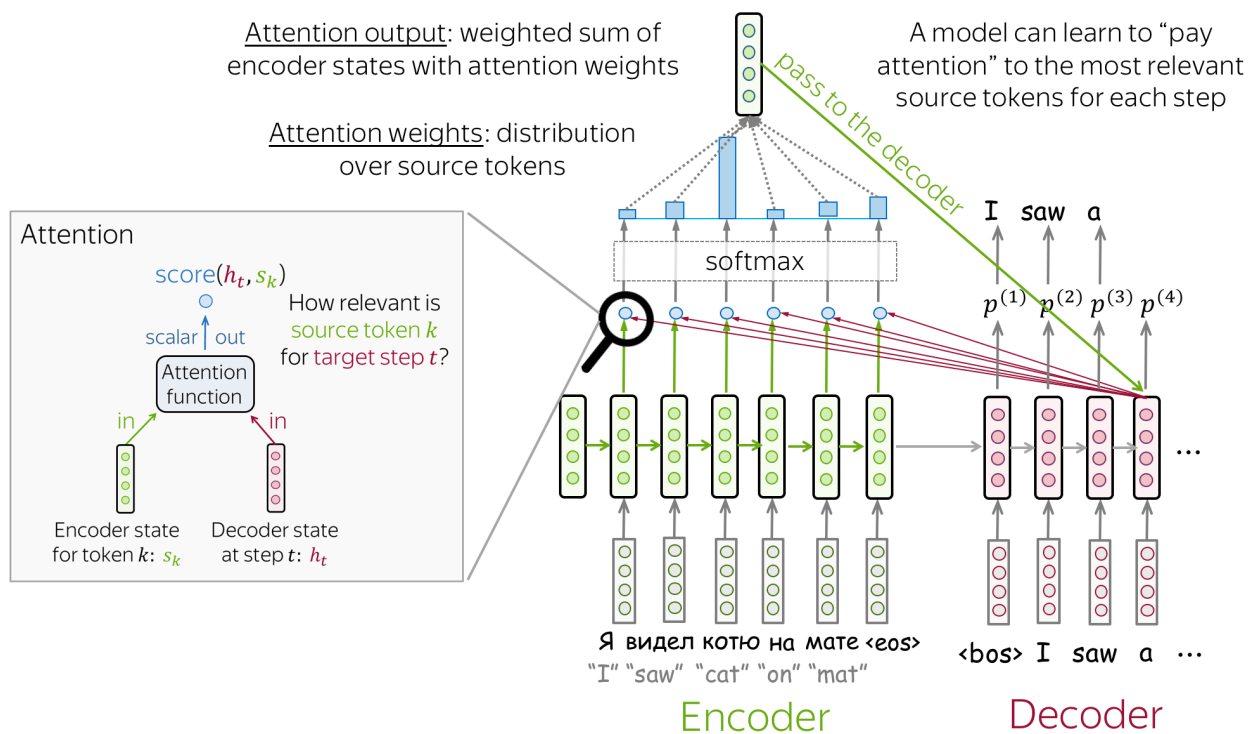 Attention output: weighted sum of
encoder states with attention weights
A model can learn to “pay
attention” to the most relevant
source tokens for each step
pass to the decoder
Attention weights: distribution
over source tokens
Attention
score(hₜ, sₖ)
How relevant is
source token k
for target step t?
scalar out
Attention
function
in in
Encoder state
for token k: sₖ
Decoder state
at step t: hₜ
softmax
I saw a
p⁽¹⁾ p⁽²⁾ p⁽³⁾ p⁽⁴⁾
...
Я видел котю на мате <eos>
“I” “saw” “cat” “on” “mat”
<bos> I saw a ...
Encoder
Decoder